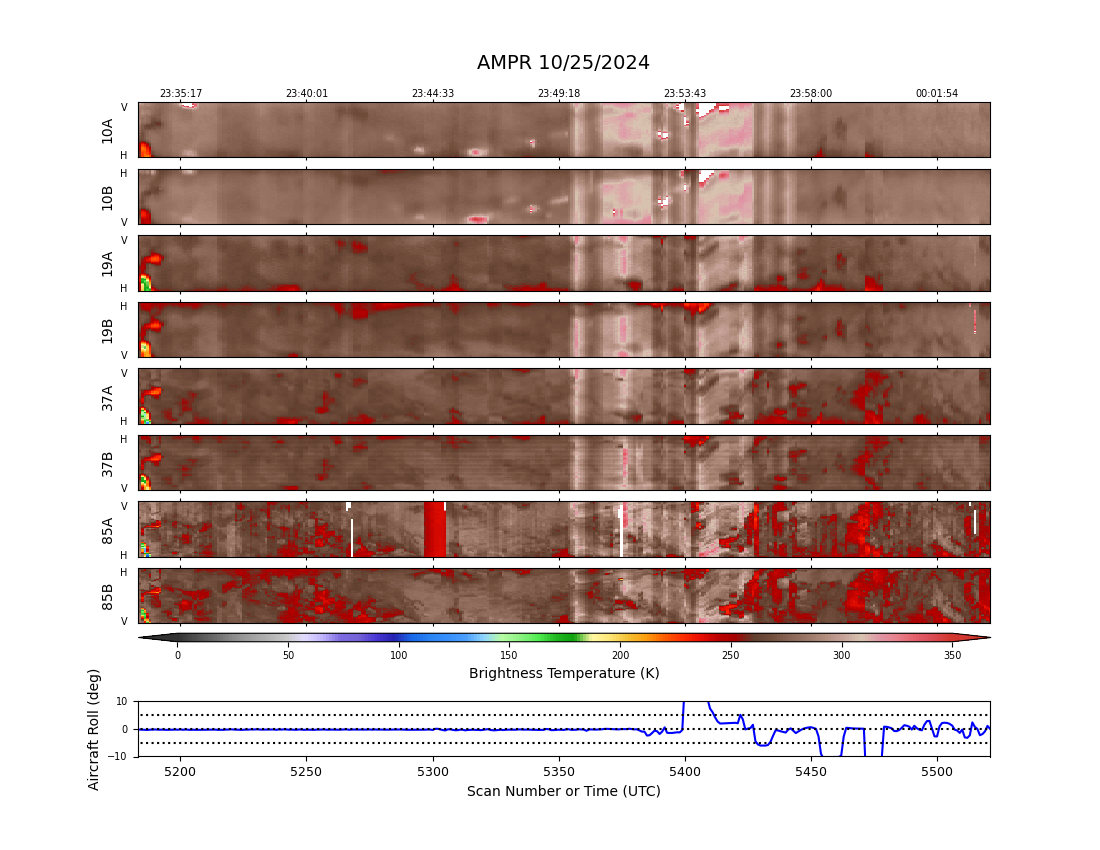 AMPR 10/25/2024
23:35:17 23:40:01 23:44:33 23:49:18 23:53:43 23:58:00 00:01:54
V
10A
H
H
10B
V
V
19A
H
H
19B
V
V
37A
H
H
37B
V
V
85A
H
H
85B
V
0 50 100 150 200 250 300 350
Brightness Temperature (K)
Aircraft Roll (deg)
10
0
−10
5200 5250 5300 5350 5400 5450 5500
Scan Number or Time (UTC)